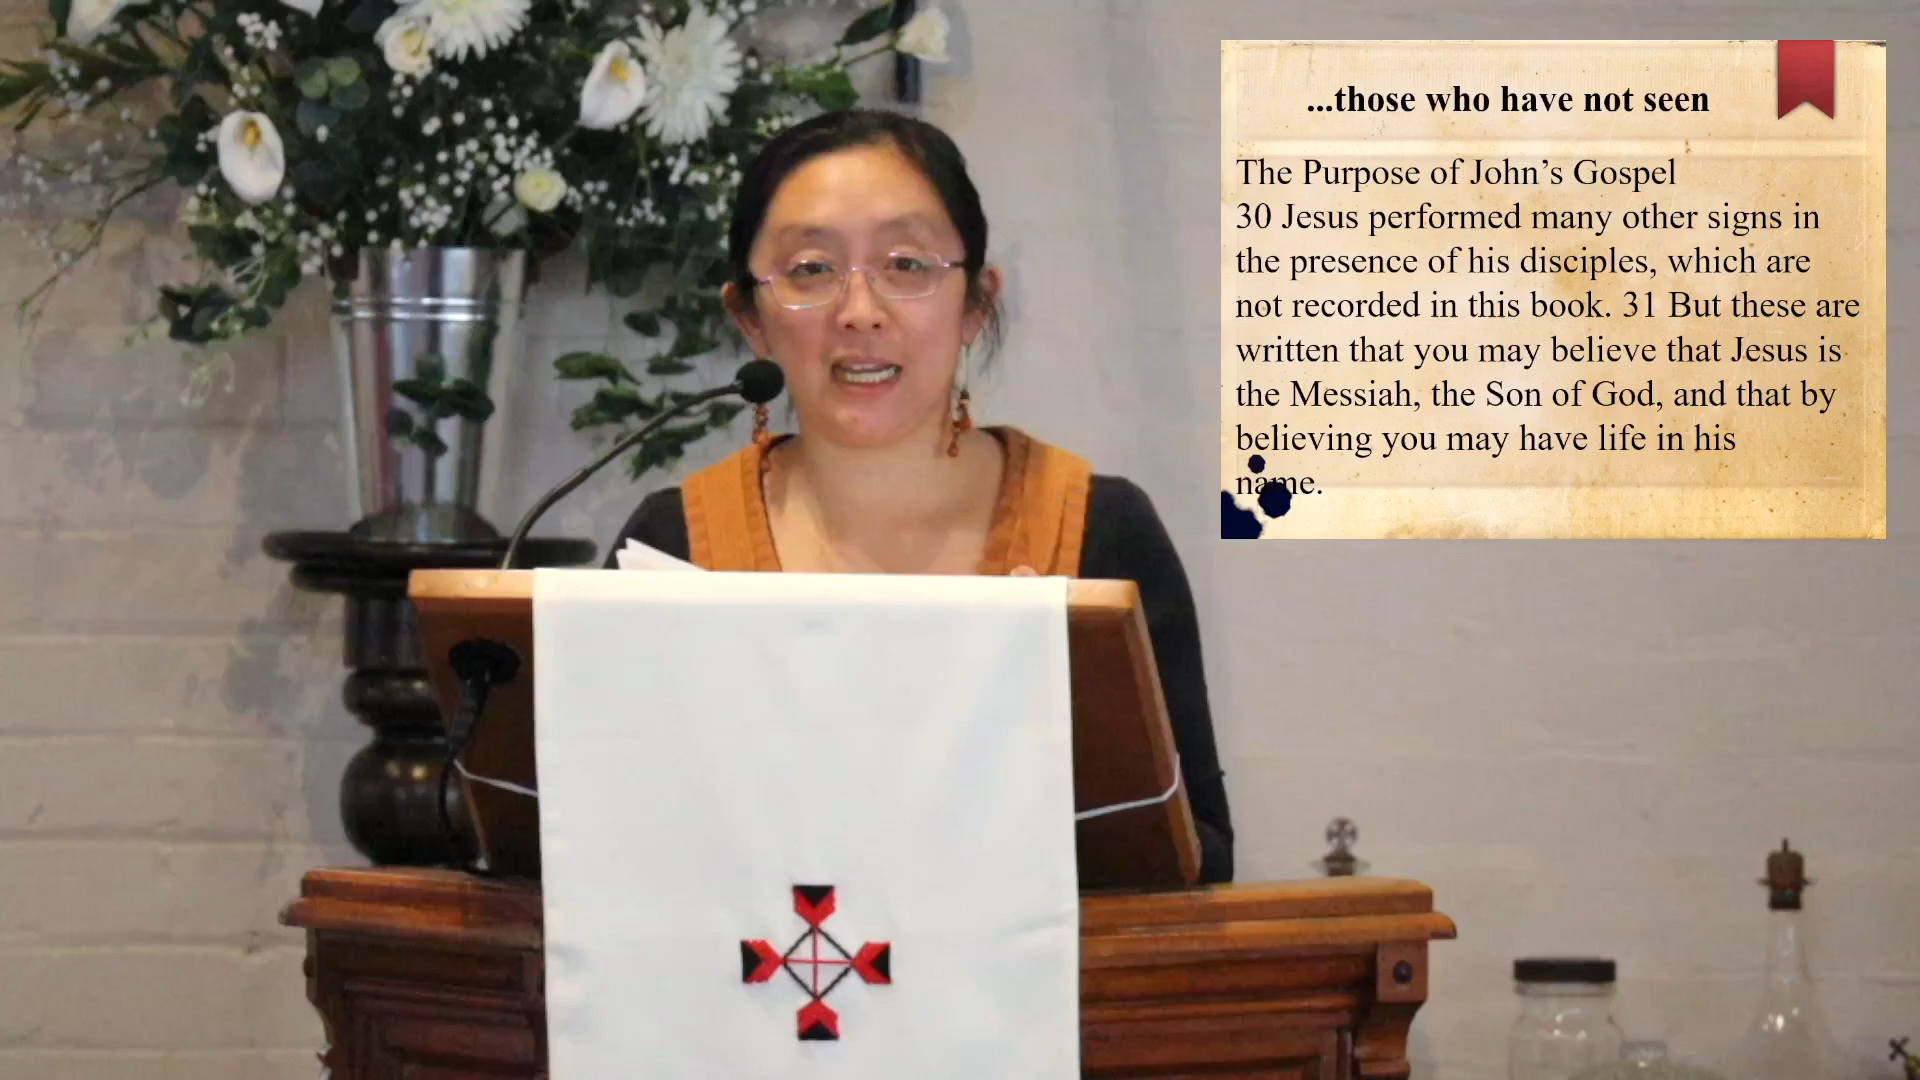 ...those who have not seen
The Purpose of John’s Gospel
30 Jesus performed many other signs in
the presence of his disciples, which are
not recorded in this book. 31 But these are
written that you may believe that Jesus is
the Messiah, the Son of God, and that by
believing you may have life in his
name.